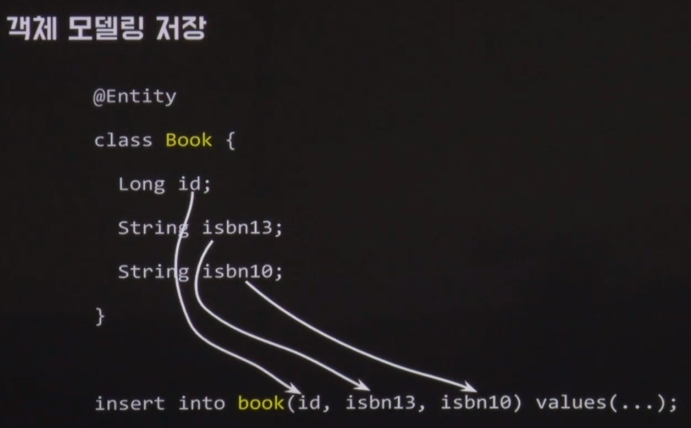 객체 모델링 저장
@Entity
class Book {
Long id;
String isbn13;
String isbn10;
}
insert into book(id, isbn13, isbn10) values(...);